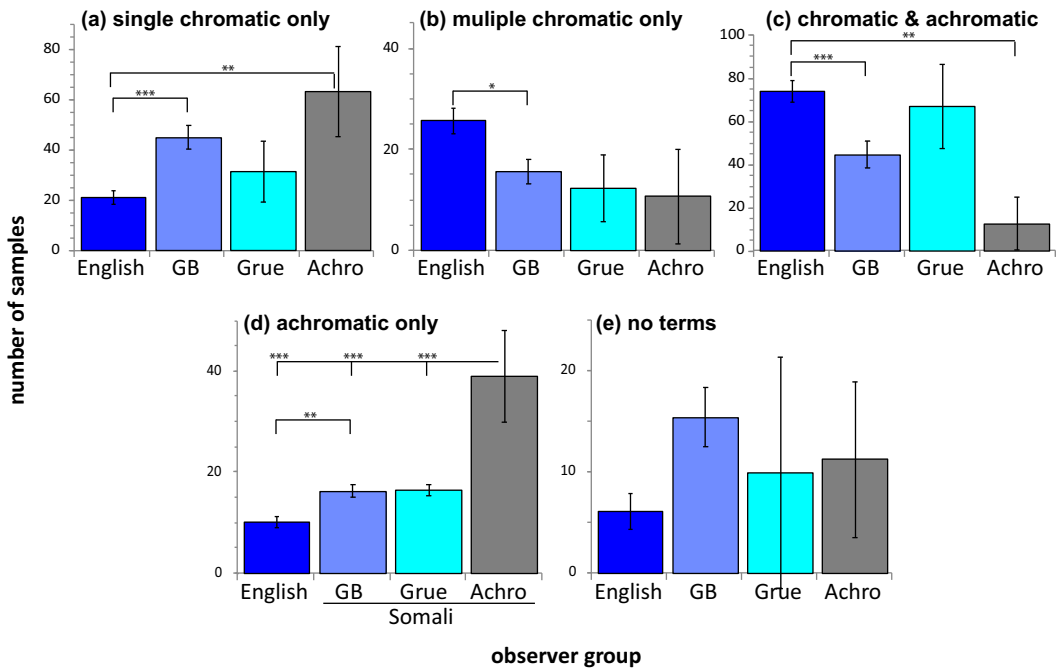 (a) single chromatic only
80
60
40
20
0
***
**
English GB Grue Achro
(b) muliple chromatic only
40
20
0
*
English GB Grue Achro
(c) chromatic & achromatic
100
80
60
40
20
0
***
**
English GB Grue Achro
number of samples
(d) achromatic only
40
20
0
*** *** ***
**
English GB Grue Achro
Somali
(e) no terms
20
10
0
English GB Grue Achro
observer group